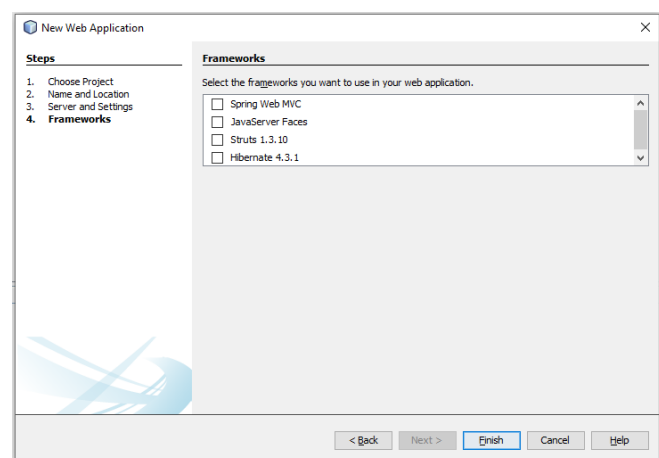 New Web Application
Steps
1. Choose Project
2. Name and Location
3. Server and Settings
4. Frameworks
Frameworks
Select the frameworks you want to use in your web application.
Spring Web MVC
JavaServer Faces
Struts 1.3.10
Hibernate 4.3.1
< Back
Next >
Finish
Cancel
Help